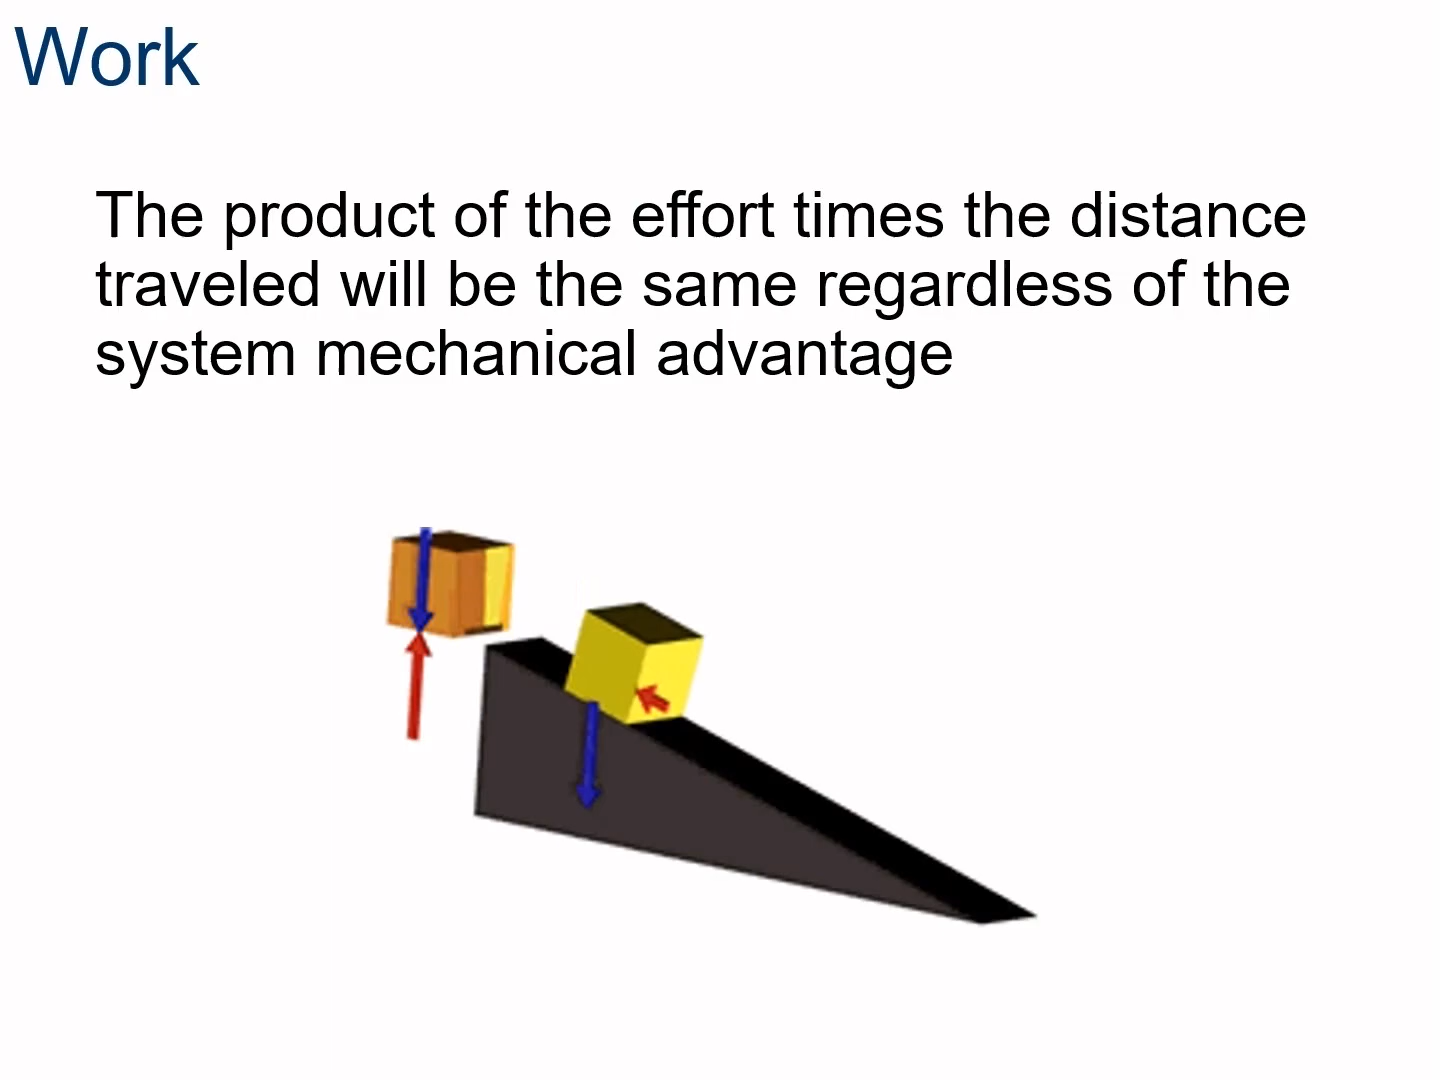 Work
The product of the effort times the distance
traveled will be the same regardless of the
system mechanical advantage